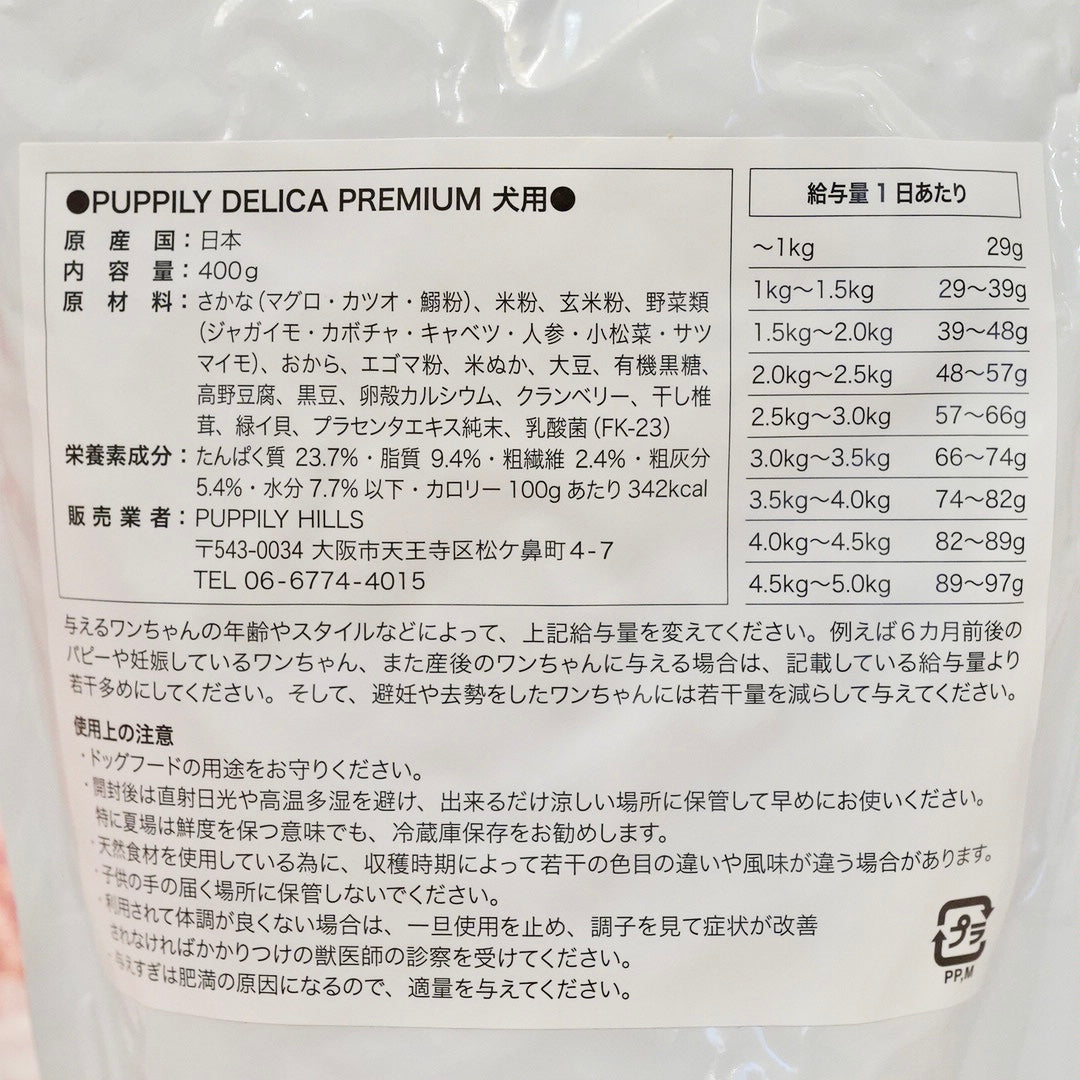 ●PUPPILY DELICA PREMIUM 犬用●
原産国：日本
内容量：400g
原材料：さかな(マグロ・カツオ・鰯粉)、米粉、玄米粉、野菜類
(ジャガイモ・カボチャ・キャベツ・人参・小松菜・サツ
マイモ)、おから、エゴマ粉、米ぬか、大豆、有機黒糖、
高野豆腐、黒豆、卵殻カルシウム、クランベリー、干し椎
茸、緑イ貝、プラセンタエキス純末、乳酸菌(FK-23)
栄養素成分：たんぱく質 23.7%・脂質 9.4%・粗繊維 2.4%・粗灰分
5.4%・水分7.7%以下・カロリー100gあたり342kcal
販売業者：PUPPILY HILLS
〒543-0034 大阪市天王寺区松ケ鼻町4-7
TEL 06-6774-4015
給与量1日あたり
～1kg 29g
1kg～1.5kg 29～39g
1.5kg～2.0kg 39～48g
2.0kg～2.5kg 48～57g
2.5kg～3.0kg 57～66g
3.0kg～3.5kg 66～74g
3.5kg～4.0kg 74～82g
4.0kg～4.5kg 82～89g
4.5kg～5.0kg 89～97g
与えるワンちゃんの年齢やスタイルなどによって、上記給与量を変えてください。例えば6カ月前後の
パピーや妊娠しているワンちゃん、また産後のワンちゃんに与える場合は、記載している給与量より
若干多めにしてください。そして、避妊や去勢をしたワンちゃんには若干量を減らして与えてください。
使用上の注意
・ドッグフードの用途をお守りください。
・開封後は直射日光や高温多湿を避け、出来るだけ涼しい場所に保管して早めにお使いください。
特に夏場は鮮度を保つ意味でも、冷蔵庫保存をお勧めします。
・天然食材を使用している為に、収穫時期によって若干の色目の違いや風味が違う場合があります。
・子供の手の届く場所に保管しないでください。
・利用されて体調が良くない場合は、一旦使用を止め、調子を見て症状が改善
されなければかかりつけの獣医師の診察を受けてください。
・与えすぎは肥満の原因になるので、適量を与えてください。
プラ
PP,M